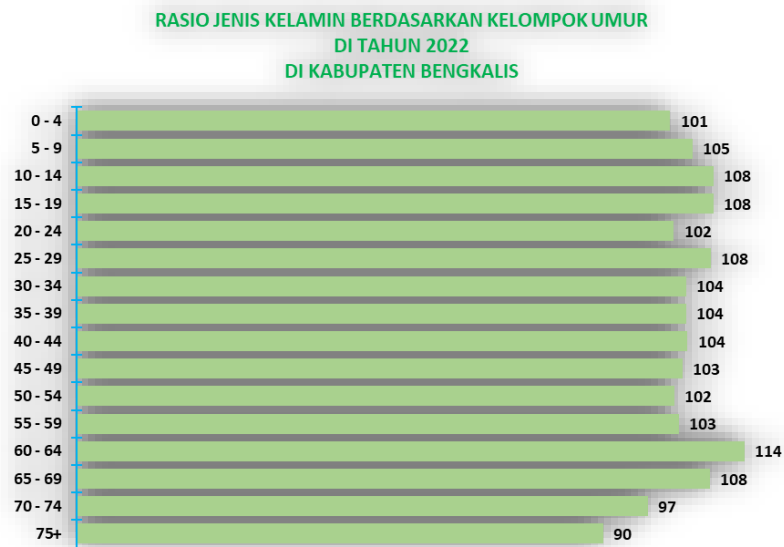 RASIO JENIS KELAMIN BERDASARKAN KELOMPOK UMUR
DI TAHUN 2022
DI KABUPATEN BENGKALIS
0 - 4 101
5 - 9 105
10 - 14 108
15 - 19 108
20 - 24 102
25 - 29 108
30 - 34 104
35 - 39 104
40 - 44 104
45 - 49 103
50 - 54 102
55 - 59 103
60 - 64 114
65 - 69 108
70 - 74 97
75+ 90